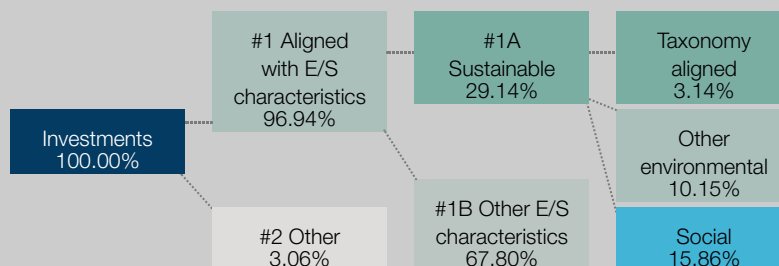 #1 Aligned
with E/S
characteristics
96.94%
#1A
Sustainable
29.14%
Taxonomy
aligned
3.14%
Investments
100.00%
Other
environmental
10.15%
#2 Other
3.06%
#1B Other E/S
characteristics
67.80%
Social
15.86%